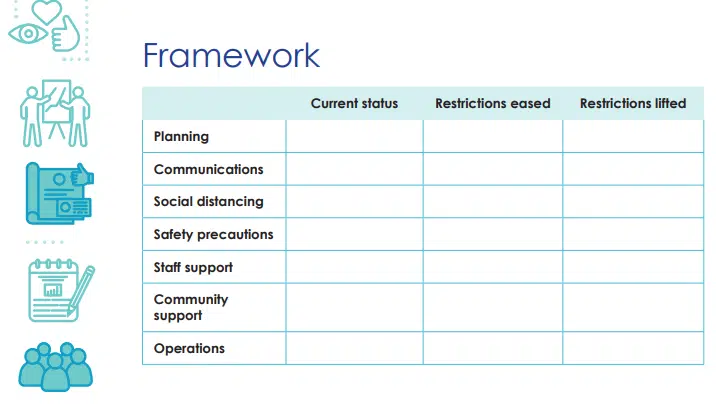 Framework
Current status Restrictions eased Restrictions lifted
Planning
Communications
Social distancing
Safety precautions
Staff support
Community
support
Operations